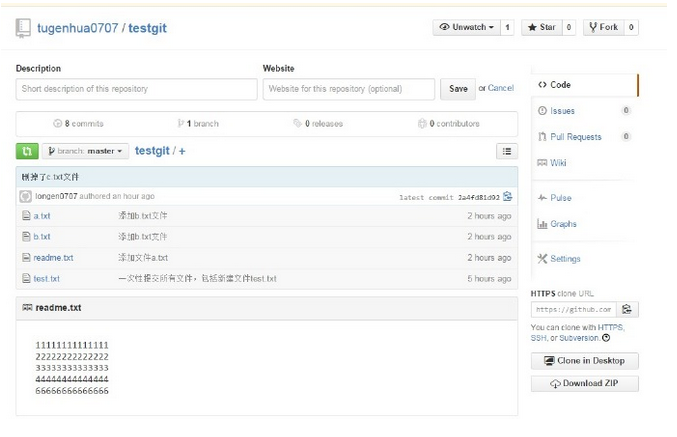 tugenhua0707 / testgit
Unwatch 1 Star 0 Fork 0
Description
Website
Short description of this repository
Website for this repository (optional)
Save or Cancel
8 commits
1 branch
0 releases
0 contributors
branch: master testgit / +
删掉了c.txt文件
longen0707 authored an hour ago
latest commit 2a4fd81d92
a.txt 添加b.txt文件 2 hours ago
b.txt 添加b.txt文件 2 hours ago
readme.txt 添加文件a.txt 2 hours ago
test.txt 一次性提交所有文件，包括新建文件test.txt 5 hours ago
readme.txt
11111111111111
22222222222222
33333333333333
44444444444444
66666666666666
Code
Issues 0
Pull Requests 0
Wiki
Pulse
Graphs
Settings
HTTPS clone URL
https://github.com
You can clone with HTTPS,
SSH, or Subversion.
Clone in Desktop
Download ZIP